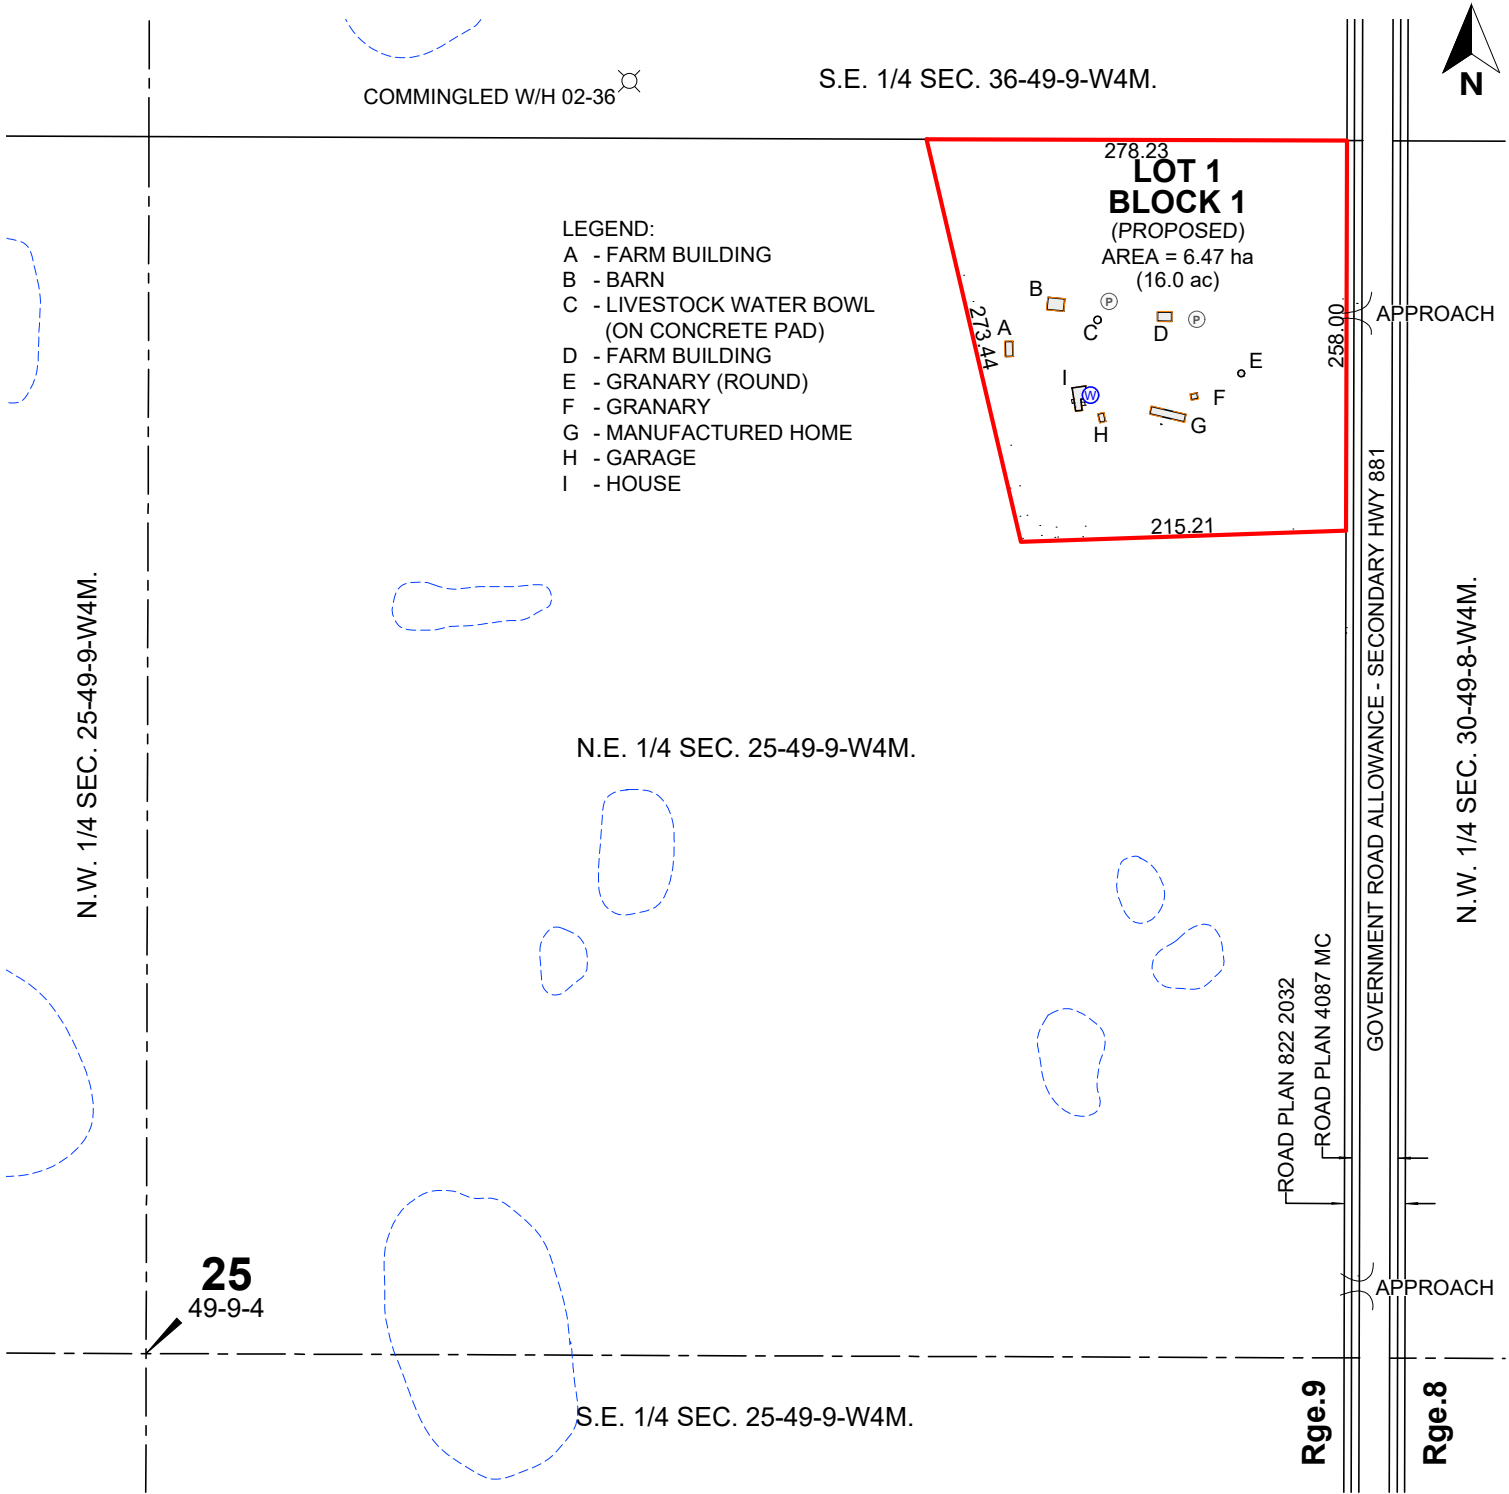 N
COMMINGLED W/H 02-36
S.E. 1/4 SEC. 36-49-9-W4M.
278.23
LOT 1
BLOCK 1
(PROPOSED)
AREA = 6.47 ha
(16.0 ac)
LEGEND:
A - FARM BUILDING
B - BARN
C - LIVESTOCK WATER BOWL
(ON CONCRETE PAD)
D - FARM BUILDING
E - GRANARY (ROUND)
F - GRANARY
G - MANUFACTURED HOME
H - GARAGE
I - HOUSE
B
P
C
D
P
A
273.44
258.00
APPROACH
E
I
W
F
H
G
215.21
N.W. 1/4 SEC. 25-49-9-W4M.
N.E. 1/4 SEC. 25-49-9-W4M.
GOVERNMENT ROAD ALLOWANCE - SECONDARY HWY 881
N.W. 1/4 SEC. 30-49-8-W4M.
ROAD PLAN 822 2032
ROAD PLAN 4087 MC
25
49-9-4
APPROACH
S.E. 1/4 SEC. 25-49-9-W4M.
Rge.9
Rge.8